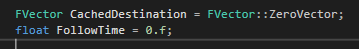 FVector CachedDestination = FVector::ZeroVector;
float FollowTime = 0.f;